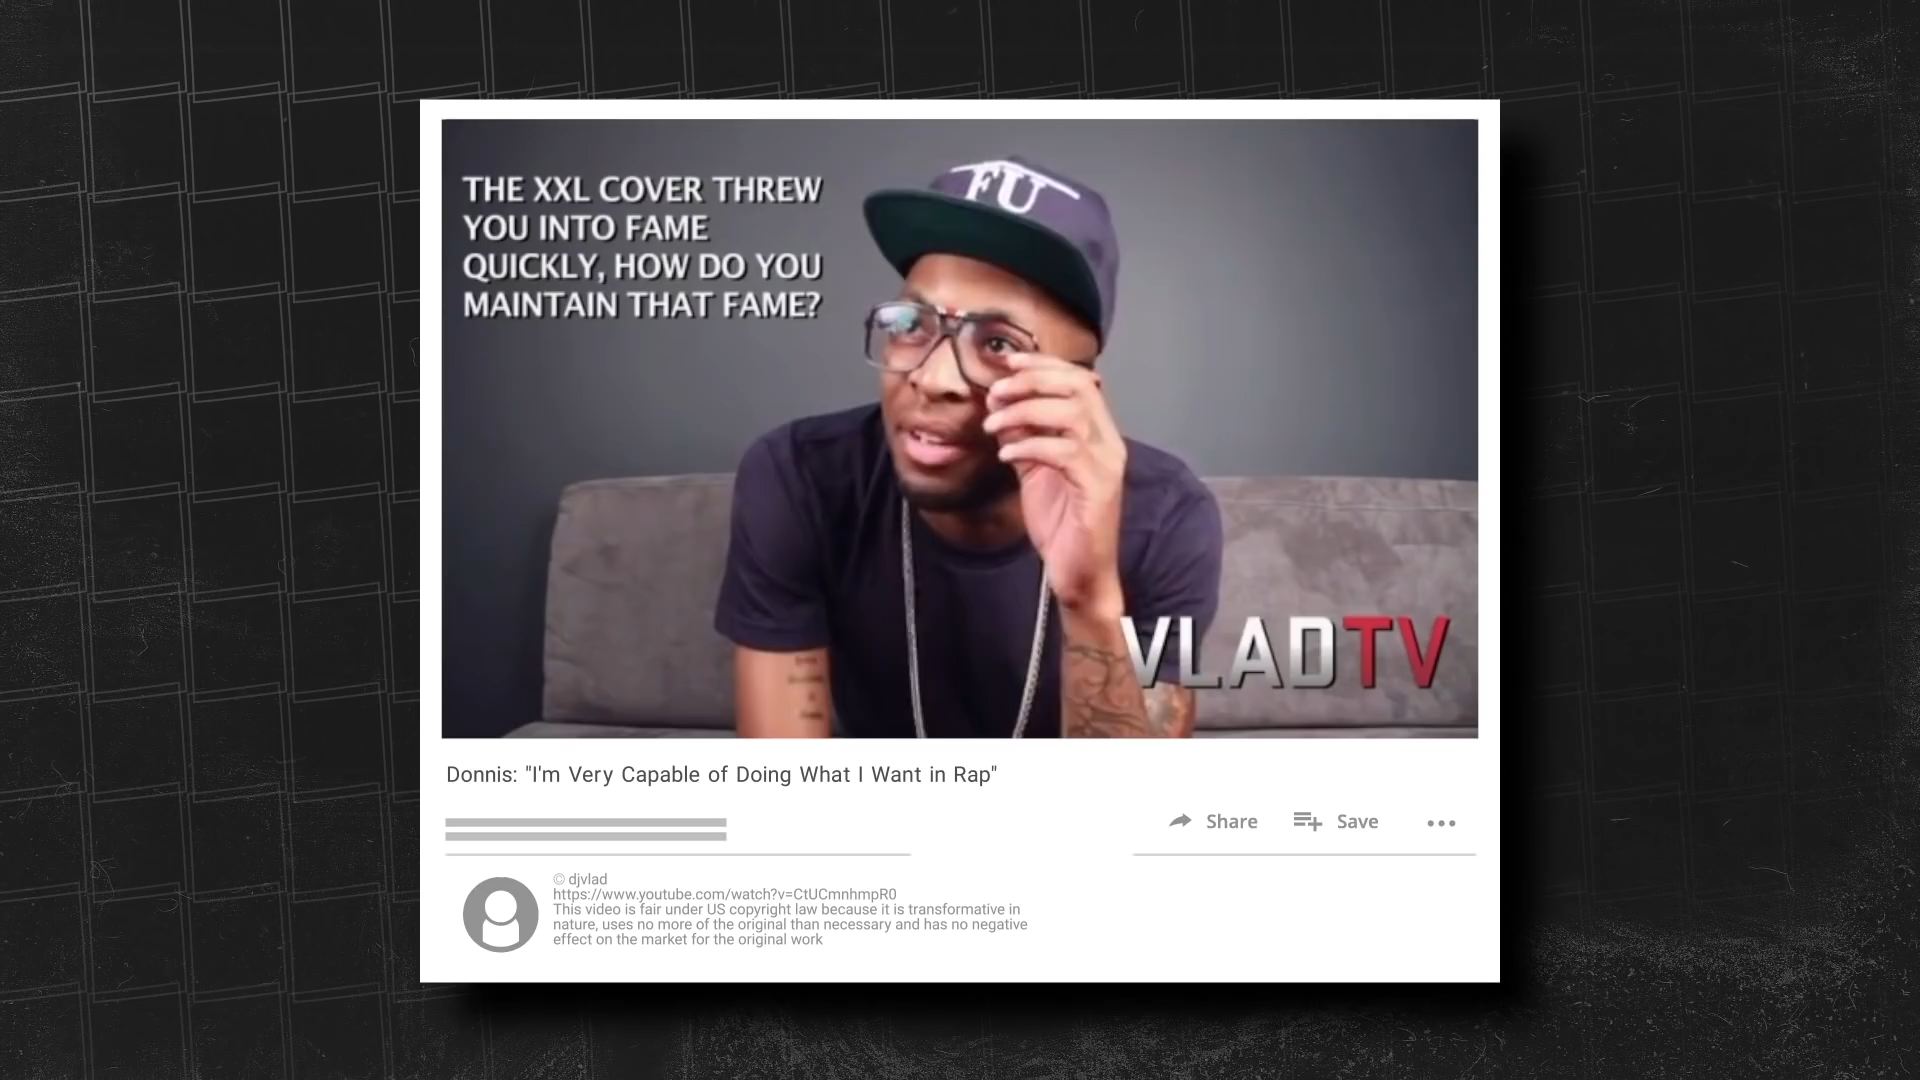 THE XXL COVER THREW
YOU INTO FAME
QUICKLY, HOW DO YOU
MAINTAIN THAT FAME?
FU
VLADTV
Donnis: "I'm Very Capable of Doing What I Want in Rap"
Share
Save
© djvlad
https://www.youtube.com/watch?v=CtUCmnhmpR0
This video is fair under US copyright law because it is transformative in
nature, uses no more of the original than necessary and has no negative
effect on the market for the original work